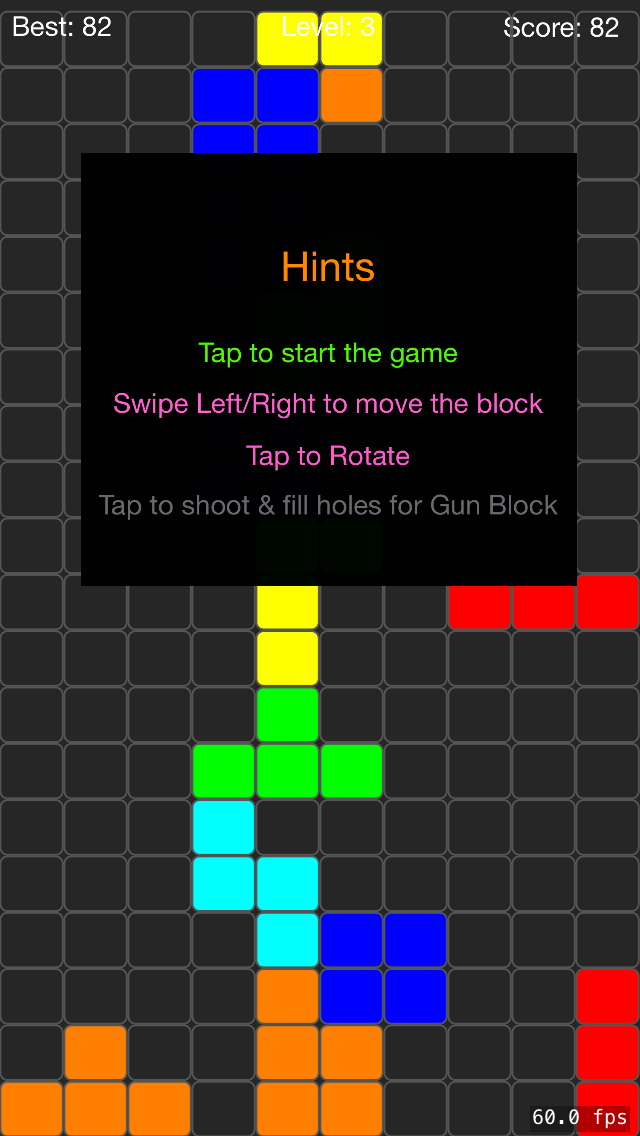 Best: 82
Level: 3
Score: 82
Hints
Tap to start the game
Swipe Left/Right to move the block
Tap to Rotate
Tap to shoot & fill holes for Gun Block
60.0 fps